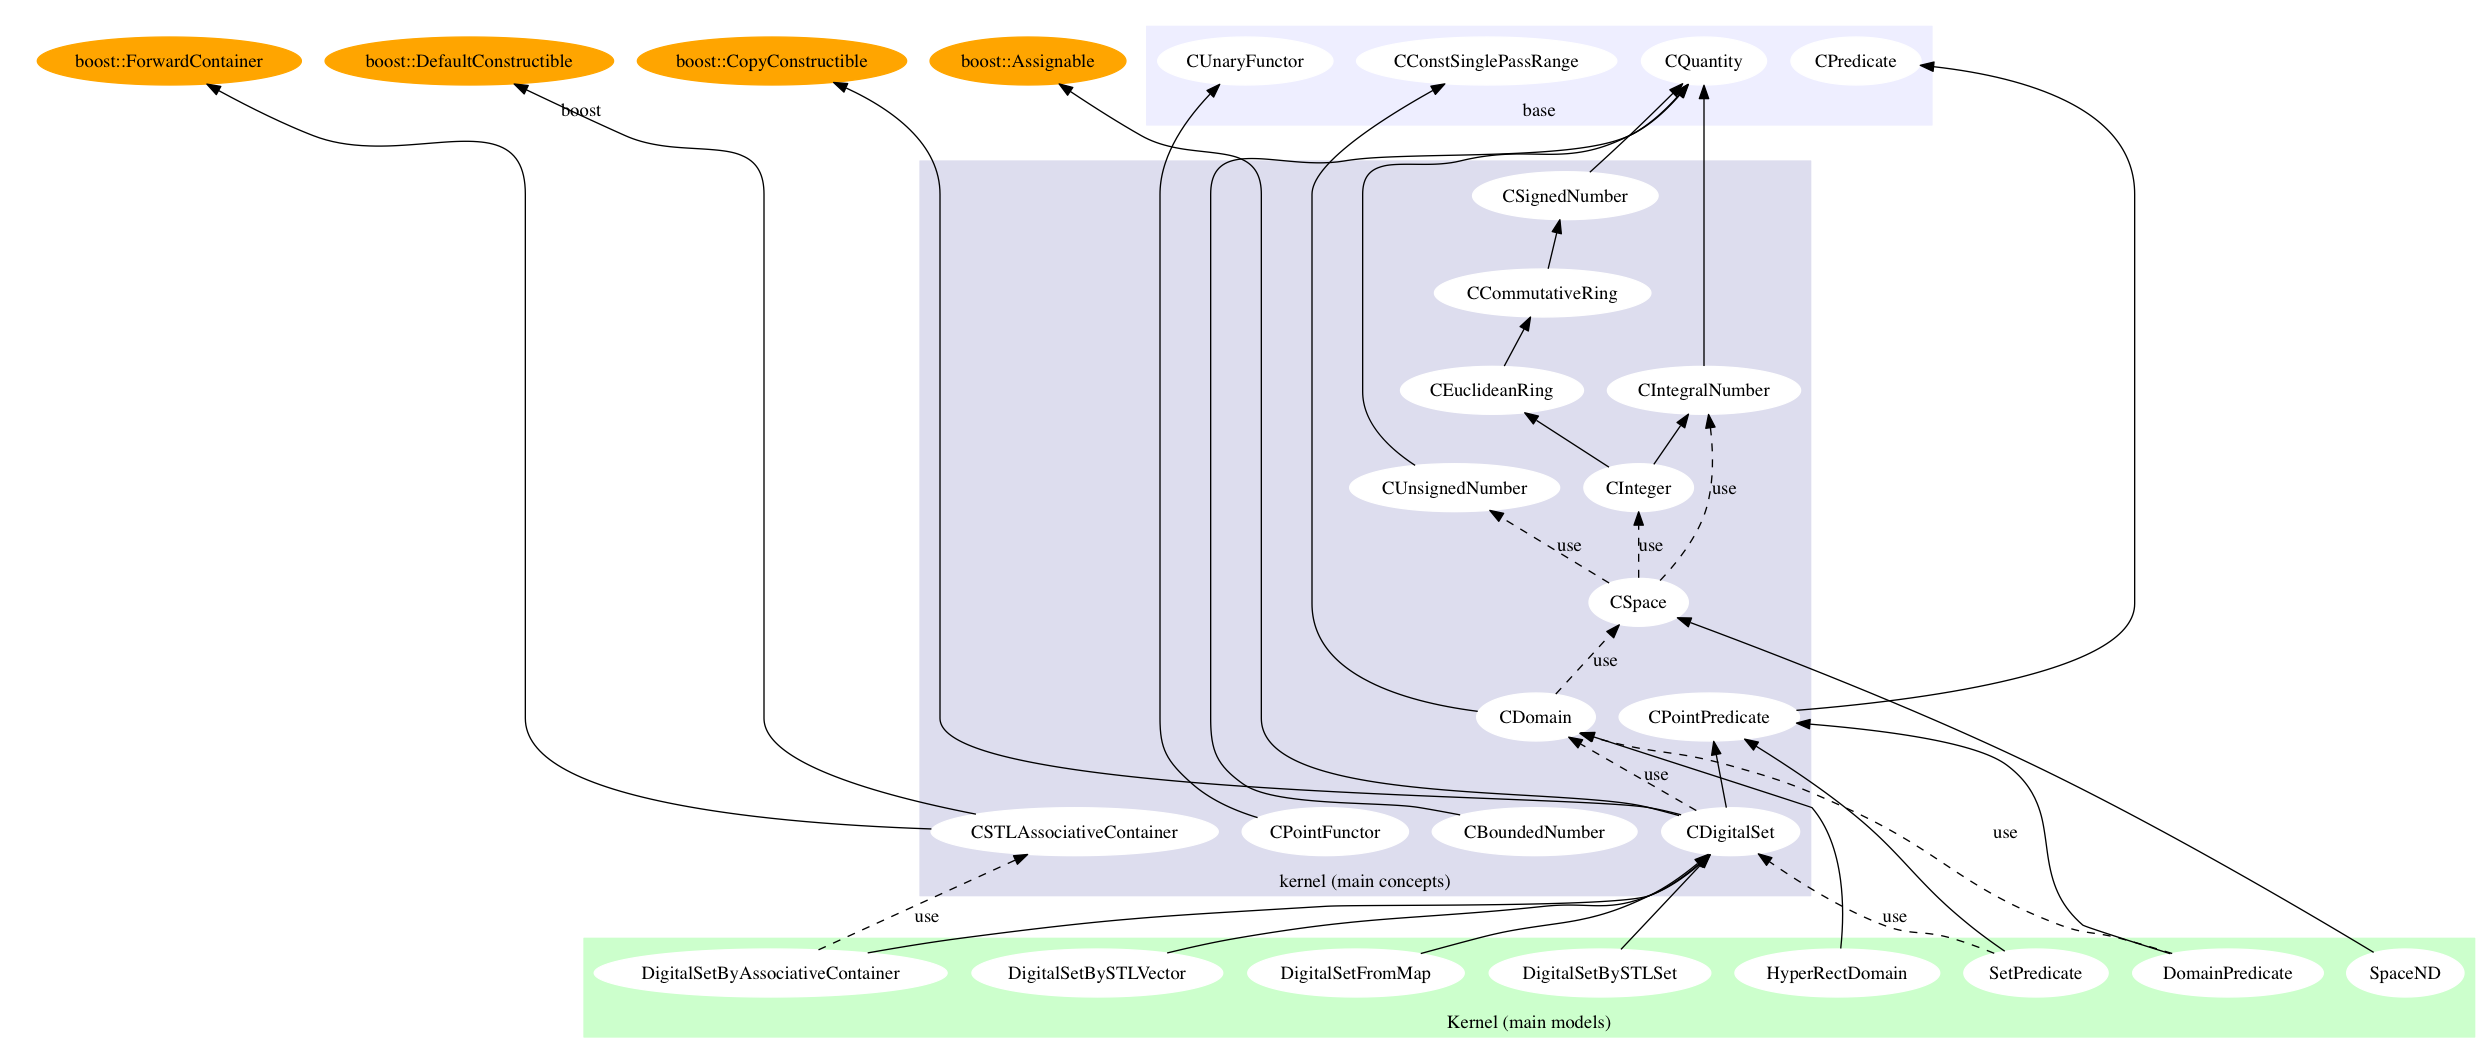 boost::ForwardContainer
boost::DefaultConstructible
boost::CopyConstructible
boost::Assignable
CUnaryFunctor
CConstSinglePassRange
CQuantity
CPredicate
boost
base
CSignedNumber
CCommutativeRing
CEuclideanRing
CIntegralNumber
CUnsignedNumber
CInteger
use
use
use
CSpace
use
CDomain
CPointPredicate
use
CSTLAssociativeContainer
CPointFunctor
CBoundedNumber
CDigitalSet
use
kernel (main concepts)
use
use
DigitalSetByAssociativeContainer
DigitalSetBySTLVector
DigitalSetFromMap
DigitalSetBySTLSet
HyperRectDomain
SetPredicate
DomainPredicate
SpaceND
Kernel (main models)